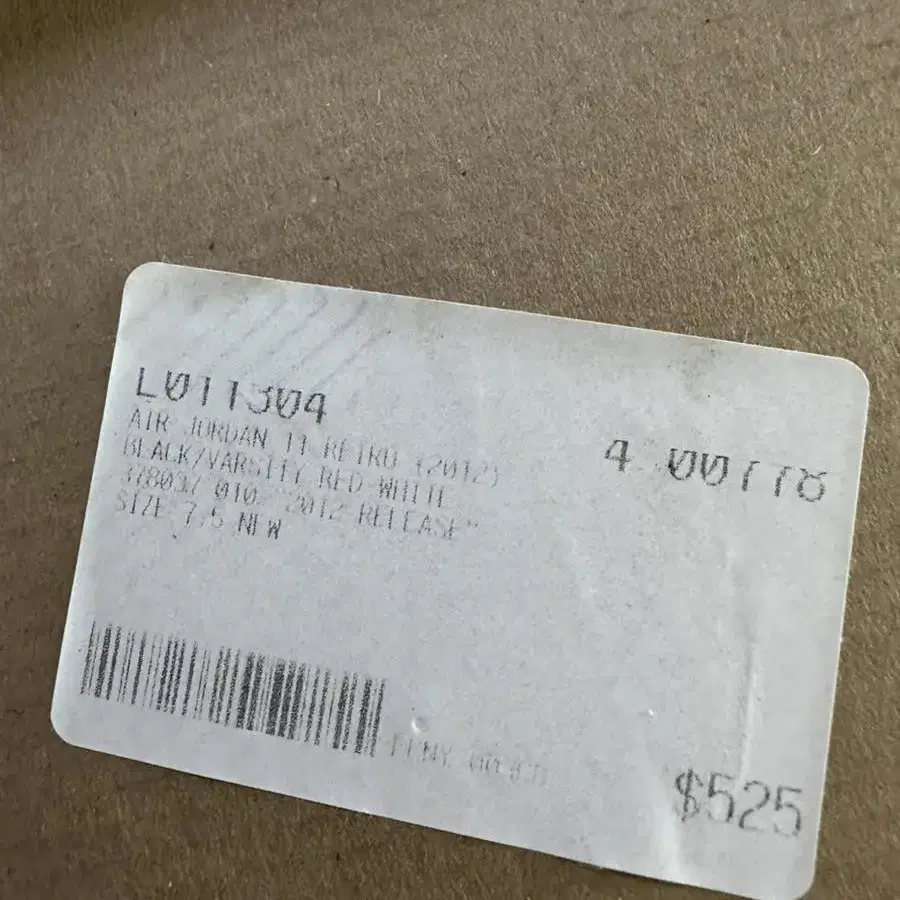 L011304
AIR JORDAN 11 RETRO (2012)
BLACK/VARSITY RED-WHITE
378037 010 "2012 RELEASE"
SIZE 7.5 NEW
4
$525